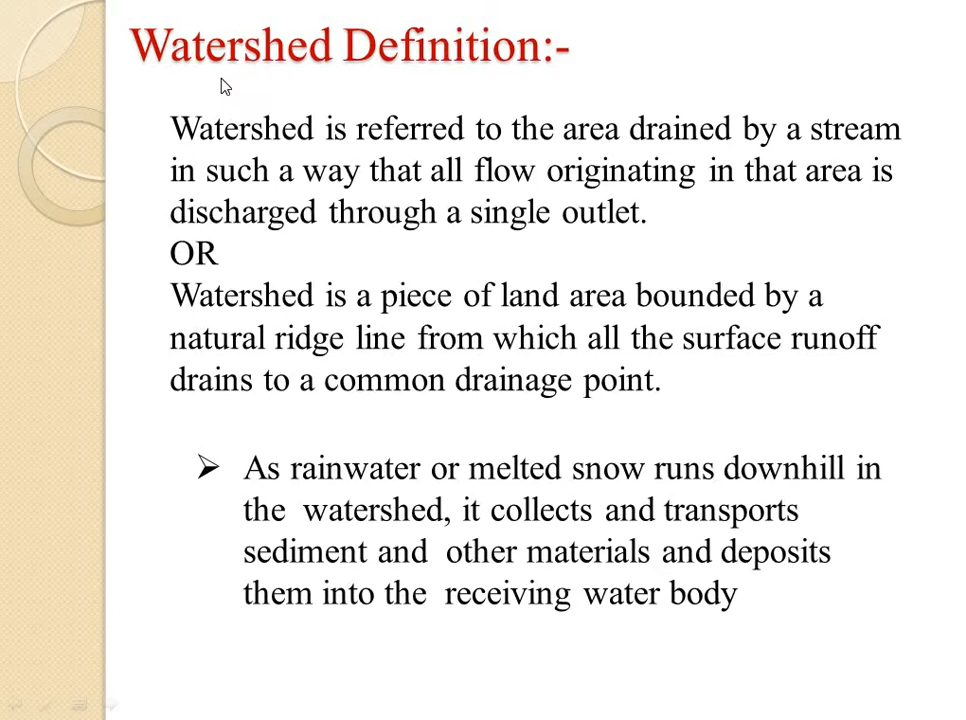 Watershed Definition:-
Watershed is referred to the area drained by a stream
in such a way that all flow originating in that area is
discharged through a single outlet.
OR
Watershed is a piece of land area bounded by a
natural ridge line from which all the surface runoff
drains to a common drainage point.
➢ As rainwater or melted snow runs downhill in
the watershed, it collects and transports
sediment and other materials and deposits
them into the receiving water body